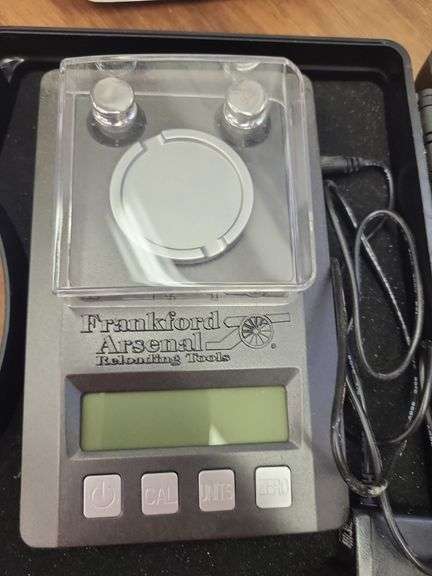 Frankford
Arsenal
Reloading Tools
CAL
UNITS
ZERO